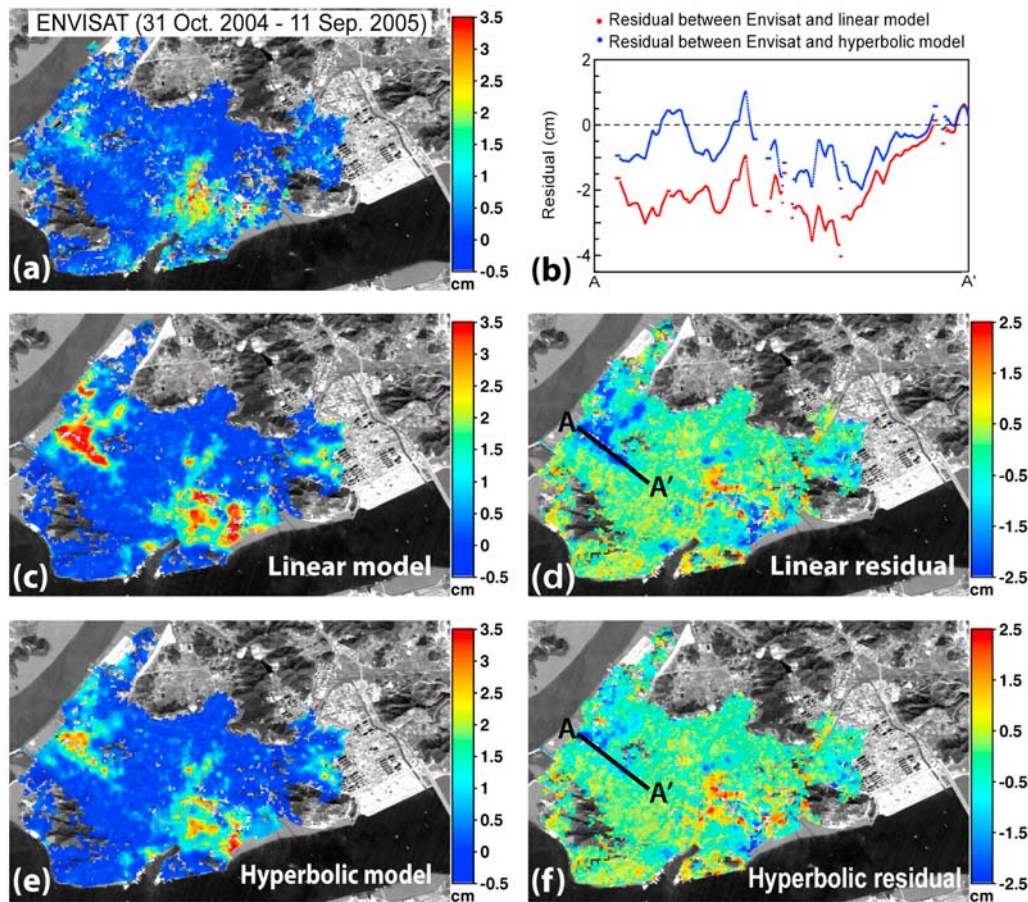 ENVISAT (31 Oct. 2004 - 11 Sep. 2005)
3.5
3
2.5
2
1.5
1
0.5
0
-0.5
cm
(a)
Residual between Envisat and linear model
Residual between Envisat and hyperbolic model
2
0
-2
-4
Residual (cm)
A
A'
(b)
3.5
3
2.5
2
1.5
1
0.5
0
-0.5
cm
(c)
Linear model
A
A'
2.5
1.5
0.5
-0.5
-1.5
-2.5
cm
(d)
Linear residual
3.5
3
2.5
2
1.5
1
0.5
0
-0.5
cm
(e)
Hyperbolic model
A
A'
2.5
1.5
0.5
-0.5
-1.5
-2.5
cm
(f)
Hyperbolic residual